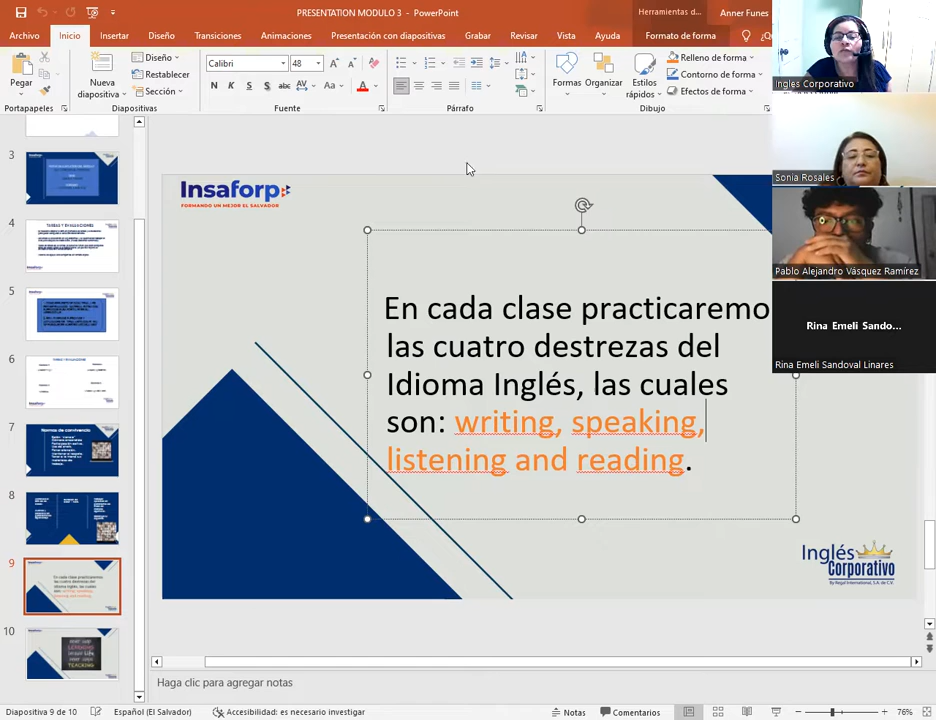 PRESENTATION MODULO 3 - PowerPoint
Herramientas d...
Anner Funes
Archivo
Inicio
Insertar
Diseño
Transiciones
Animaciones
Presentación con diapositivas
Grabar
Revisar
Vista
Ayuda
Formato de forma
Pegar
Nueva
diapositiva
Diseño
Restablecer
Sección
Calibri
48
N
K
S
S
abc
AV
Aa
A
Formas
Organizar
Estilos
rápidos
Relleno de forma
Contorno de forma
Efectos de forma
Portapapeles
Diapositivas
Fuente
Párrafo
Dibujo
Ingles Corporativo
Sonia Rosales
Pablo Alejandro Vásquez Ramírez
Rina Emeli Sando...
Rina Emeli Sandoval Linares
3
4
TAREAS Y EVALUACIONES
5
6
7
Normas de convivencia
8
9
10
Insaforp
FORMANDO UN MEJOR EL SALVADOR
En cada clase practicaremo
las cuatro destrezas del
Idioma Inglés, las cuales
son: writing, speaking,
listening and reading.
Inglés
Corporativo
By Regal International, S.A. de C.V.
Haga clic para agregar notas
Diapositiva 9 de 10
Español (El Salvador)
Accesibilidad: es necesario investigar
Notas
Comentarios
76%